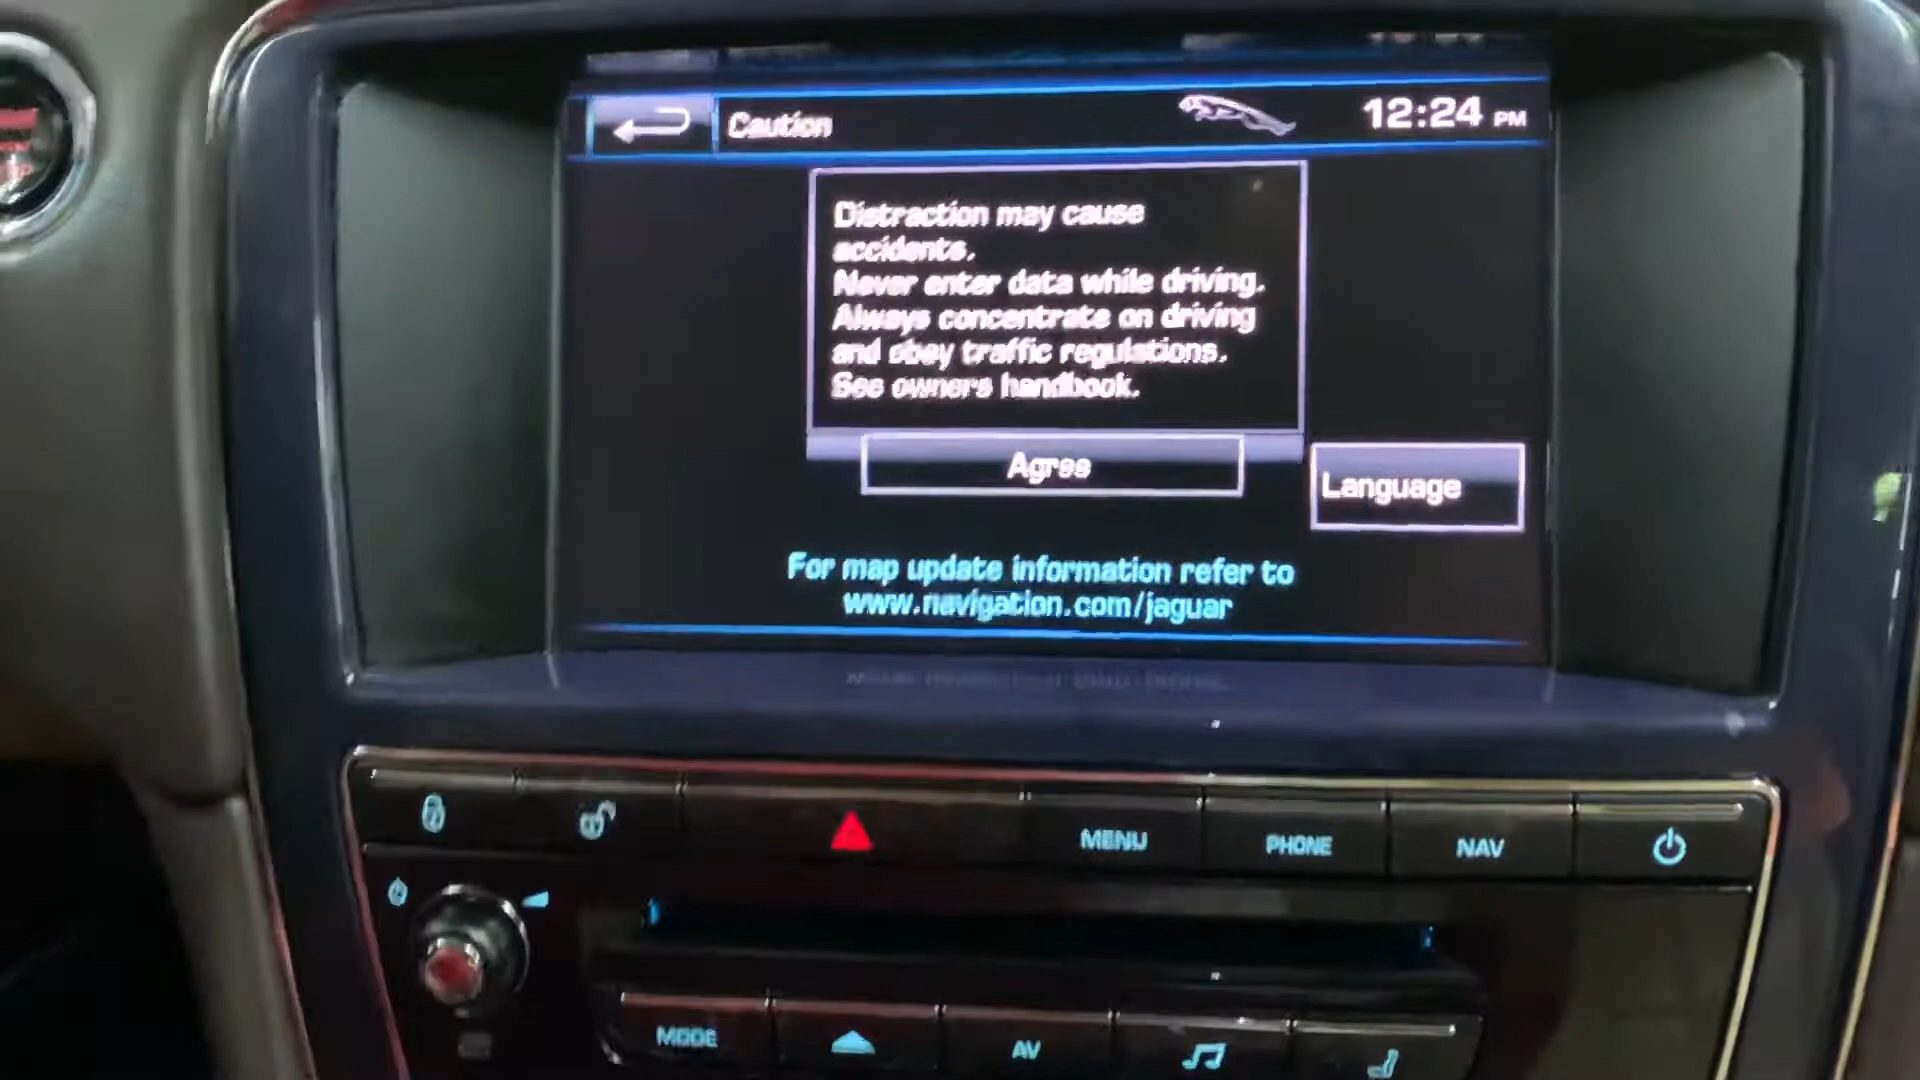 Caution
12:24 PM
Distraction may cause
accidents.
Never enter data while driving.
Always concentrate on driving
and obey traffic regulations.
See owners handbook.
Agree
Language
For map update information refer to
www.navigation.com/jaguar
MENU
PHONE
NAV
MODE
AV